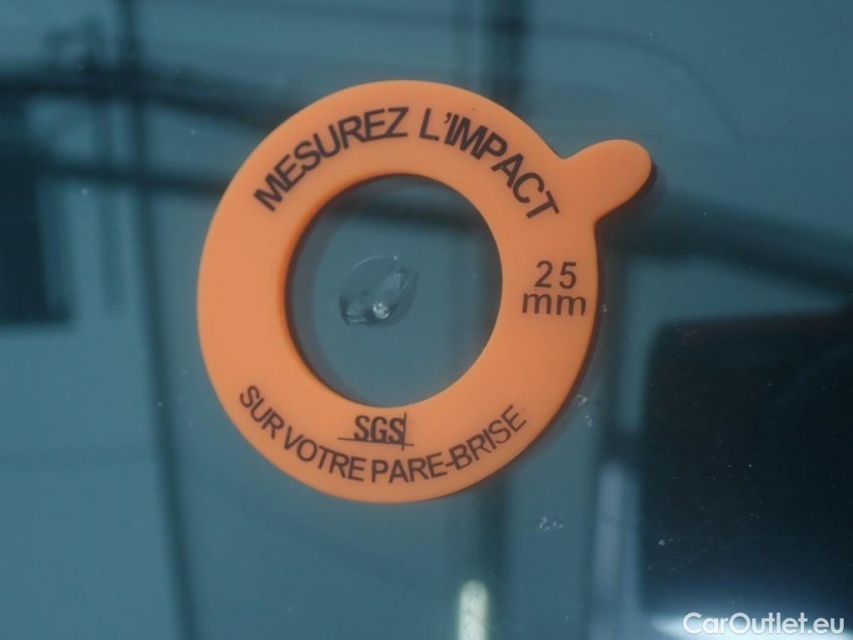 MESUREZ L'IMPACT
25
mm
SGS
SUR VOTRE PARE-BRISE
CarOutlet.eu